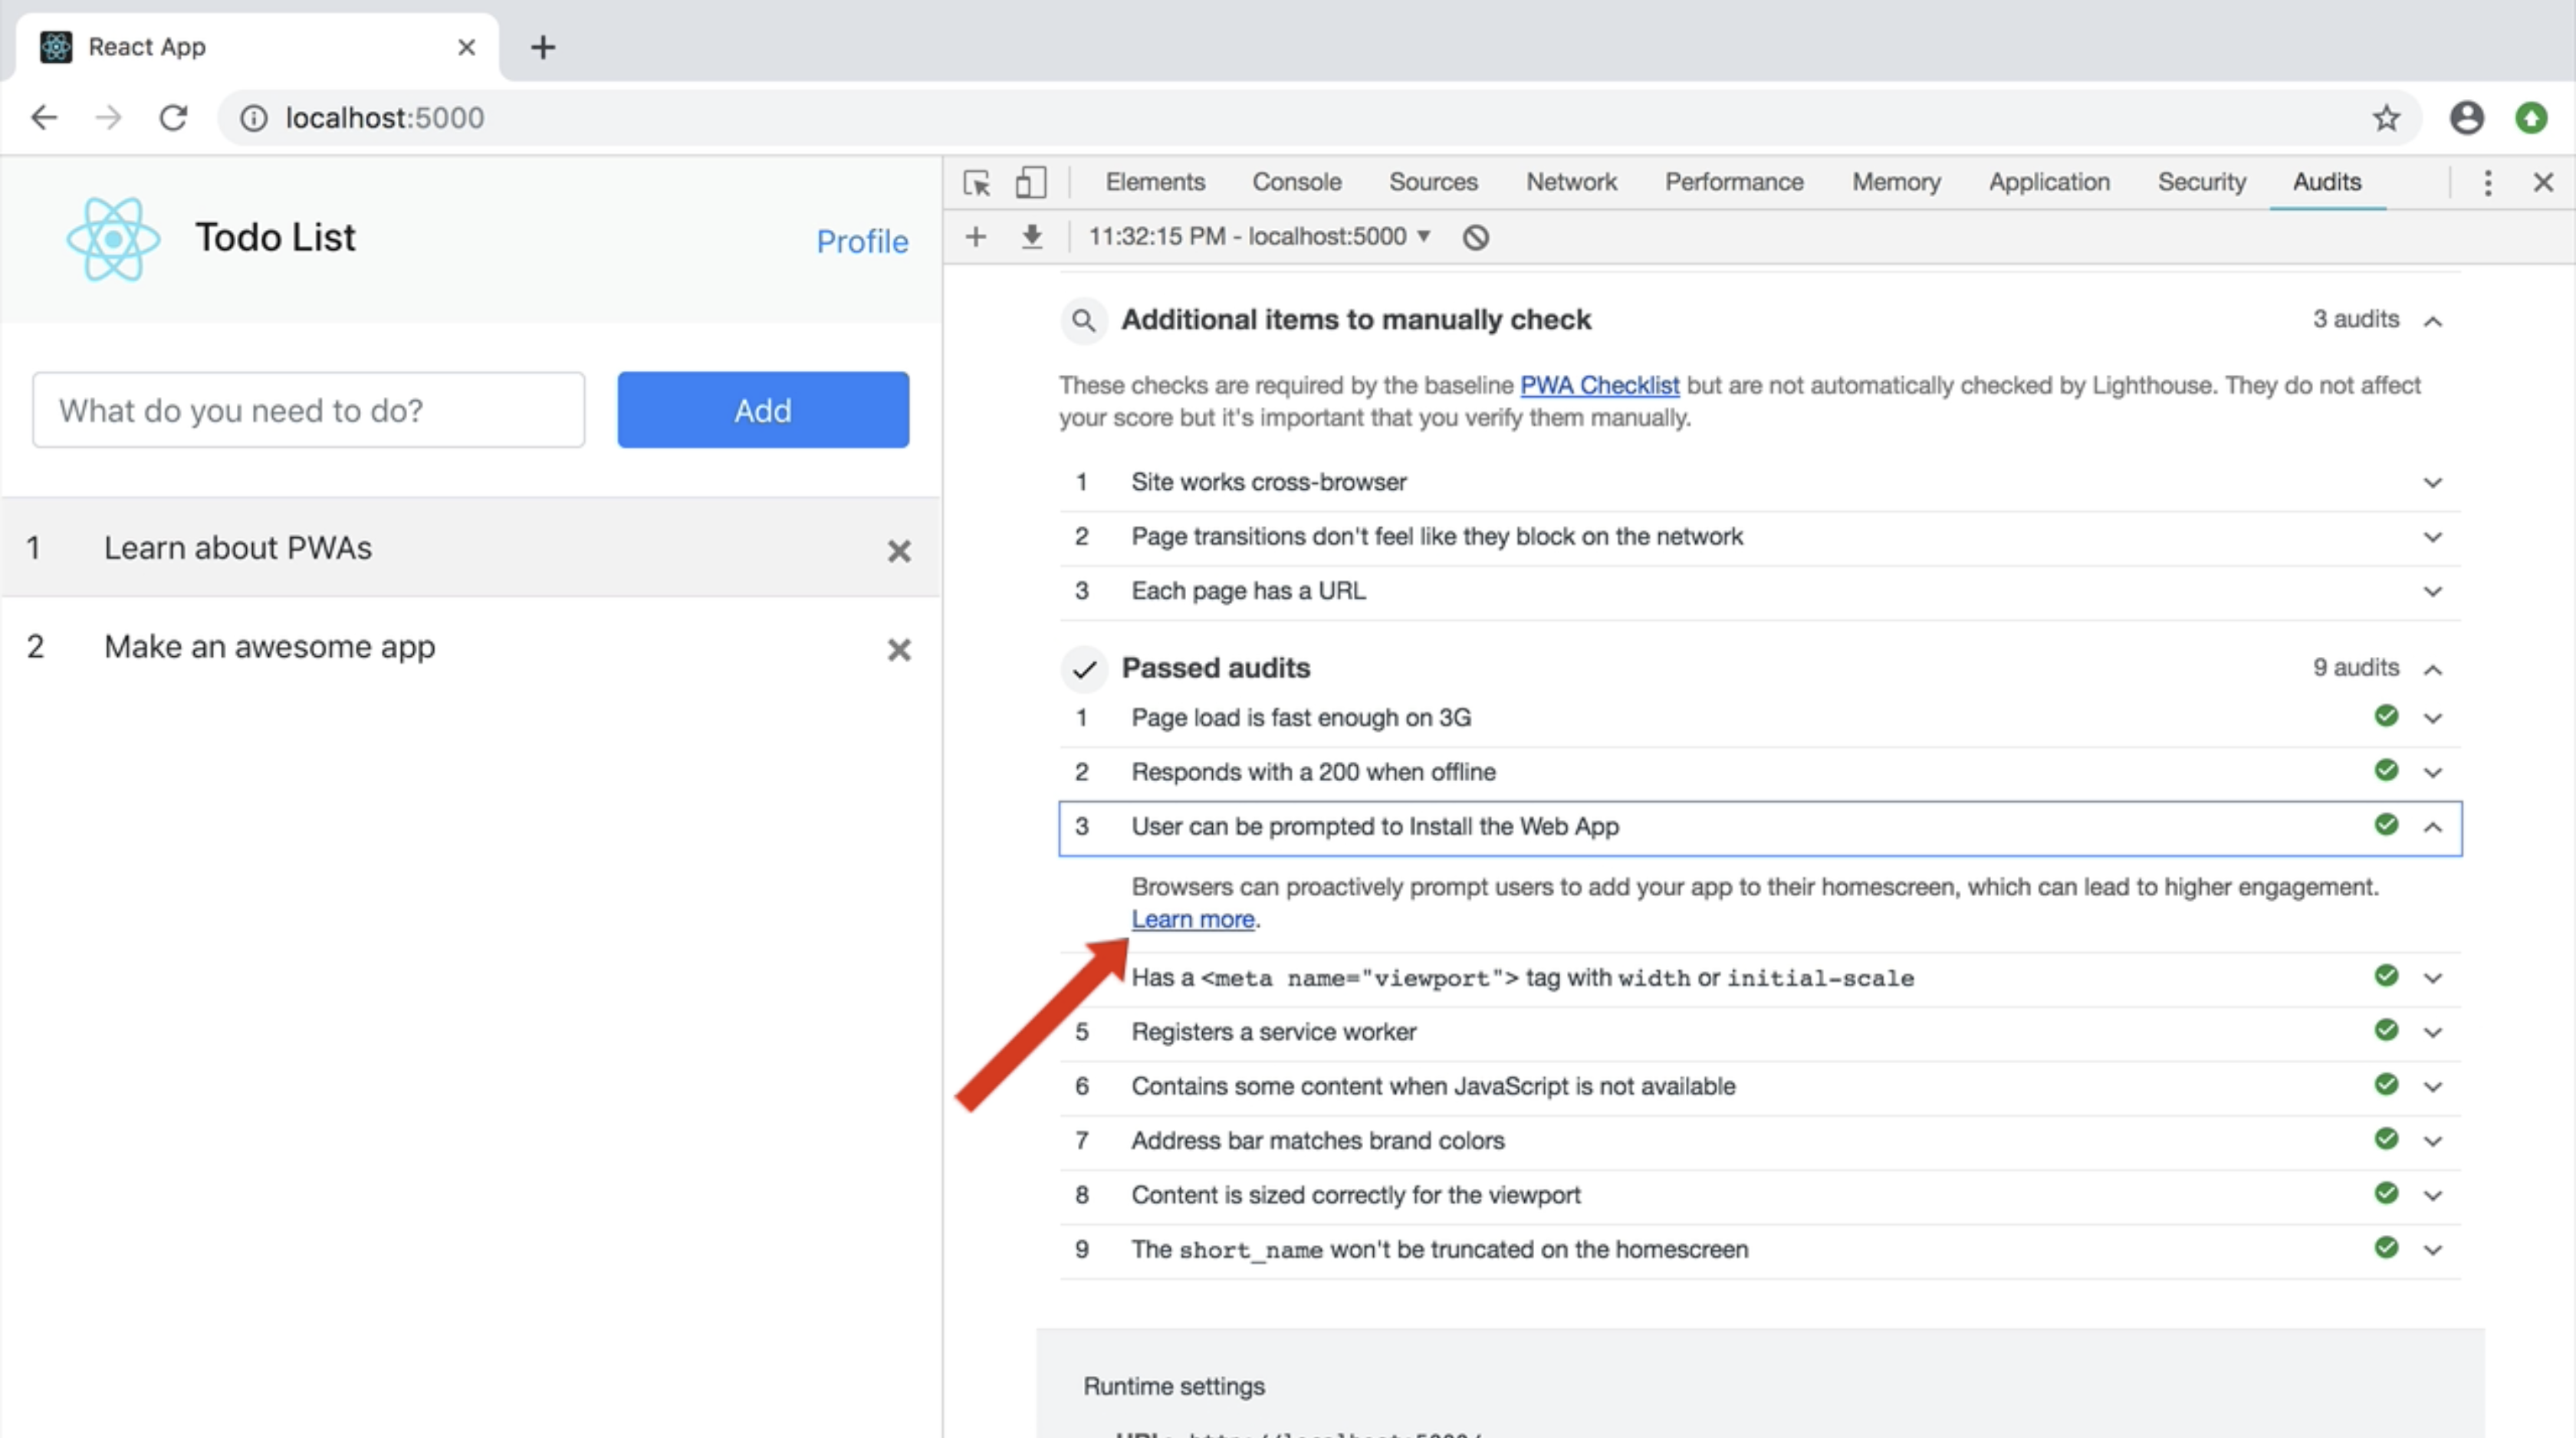 React App
localhost:5000
Todo List
Profile
What do you need to do?
Add
1 Learn about PWAs
2 Make an awesome app
Elements Console Sources Network Performance Memory Application Security Audits
11:32:15 PM - localhost:5000
Additional items to manually check 3 audits
These checks are required by the baseline PWA Checklist but are not automatically checked by Lighthouse. They do not affect
your score but it's important that you verify them manually.
1 Site works cross-browser
2 Page transitions don't feel like they block on the network
3 Each page has a URL
Passed audits 9 audits
1 Page load is fast enough on 3G
2 Responds with a 200 when offline
3 User can be prompted to Install the Web App
Browsers can proactively prompt users to add your app to their homescreen, which can lead to higher engagement.
Learn more.
Has a <meta name="viewport"> tag with width or initial-scale
5 Registers a service worker
6 Contains some content when JavaScript is not available
7 Address bar matches brand colors
8 Content is sized correctly for the viewport
9 The short_name won't be truncated on the homescreen
Runtime settings